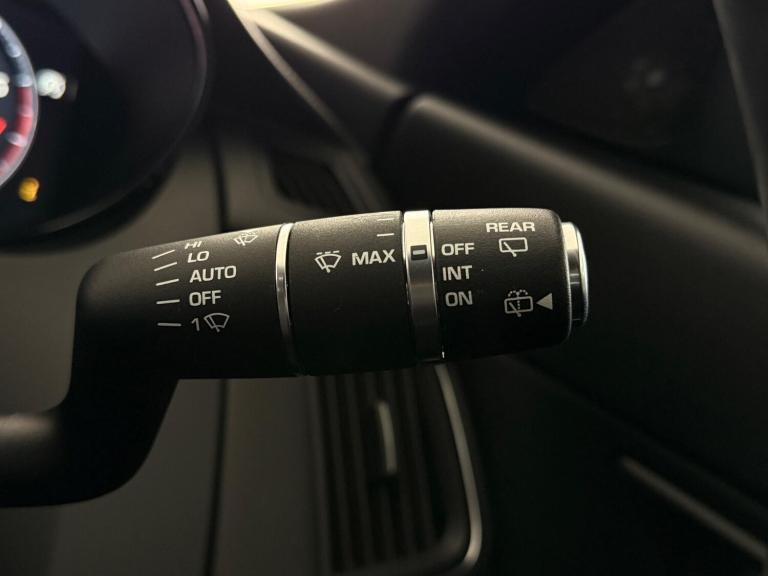 HI
LO
AUTO
OFF
1
MAX
REAR
OFF
INT
ON